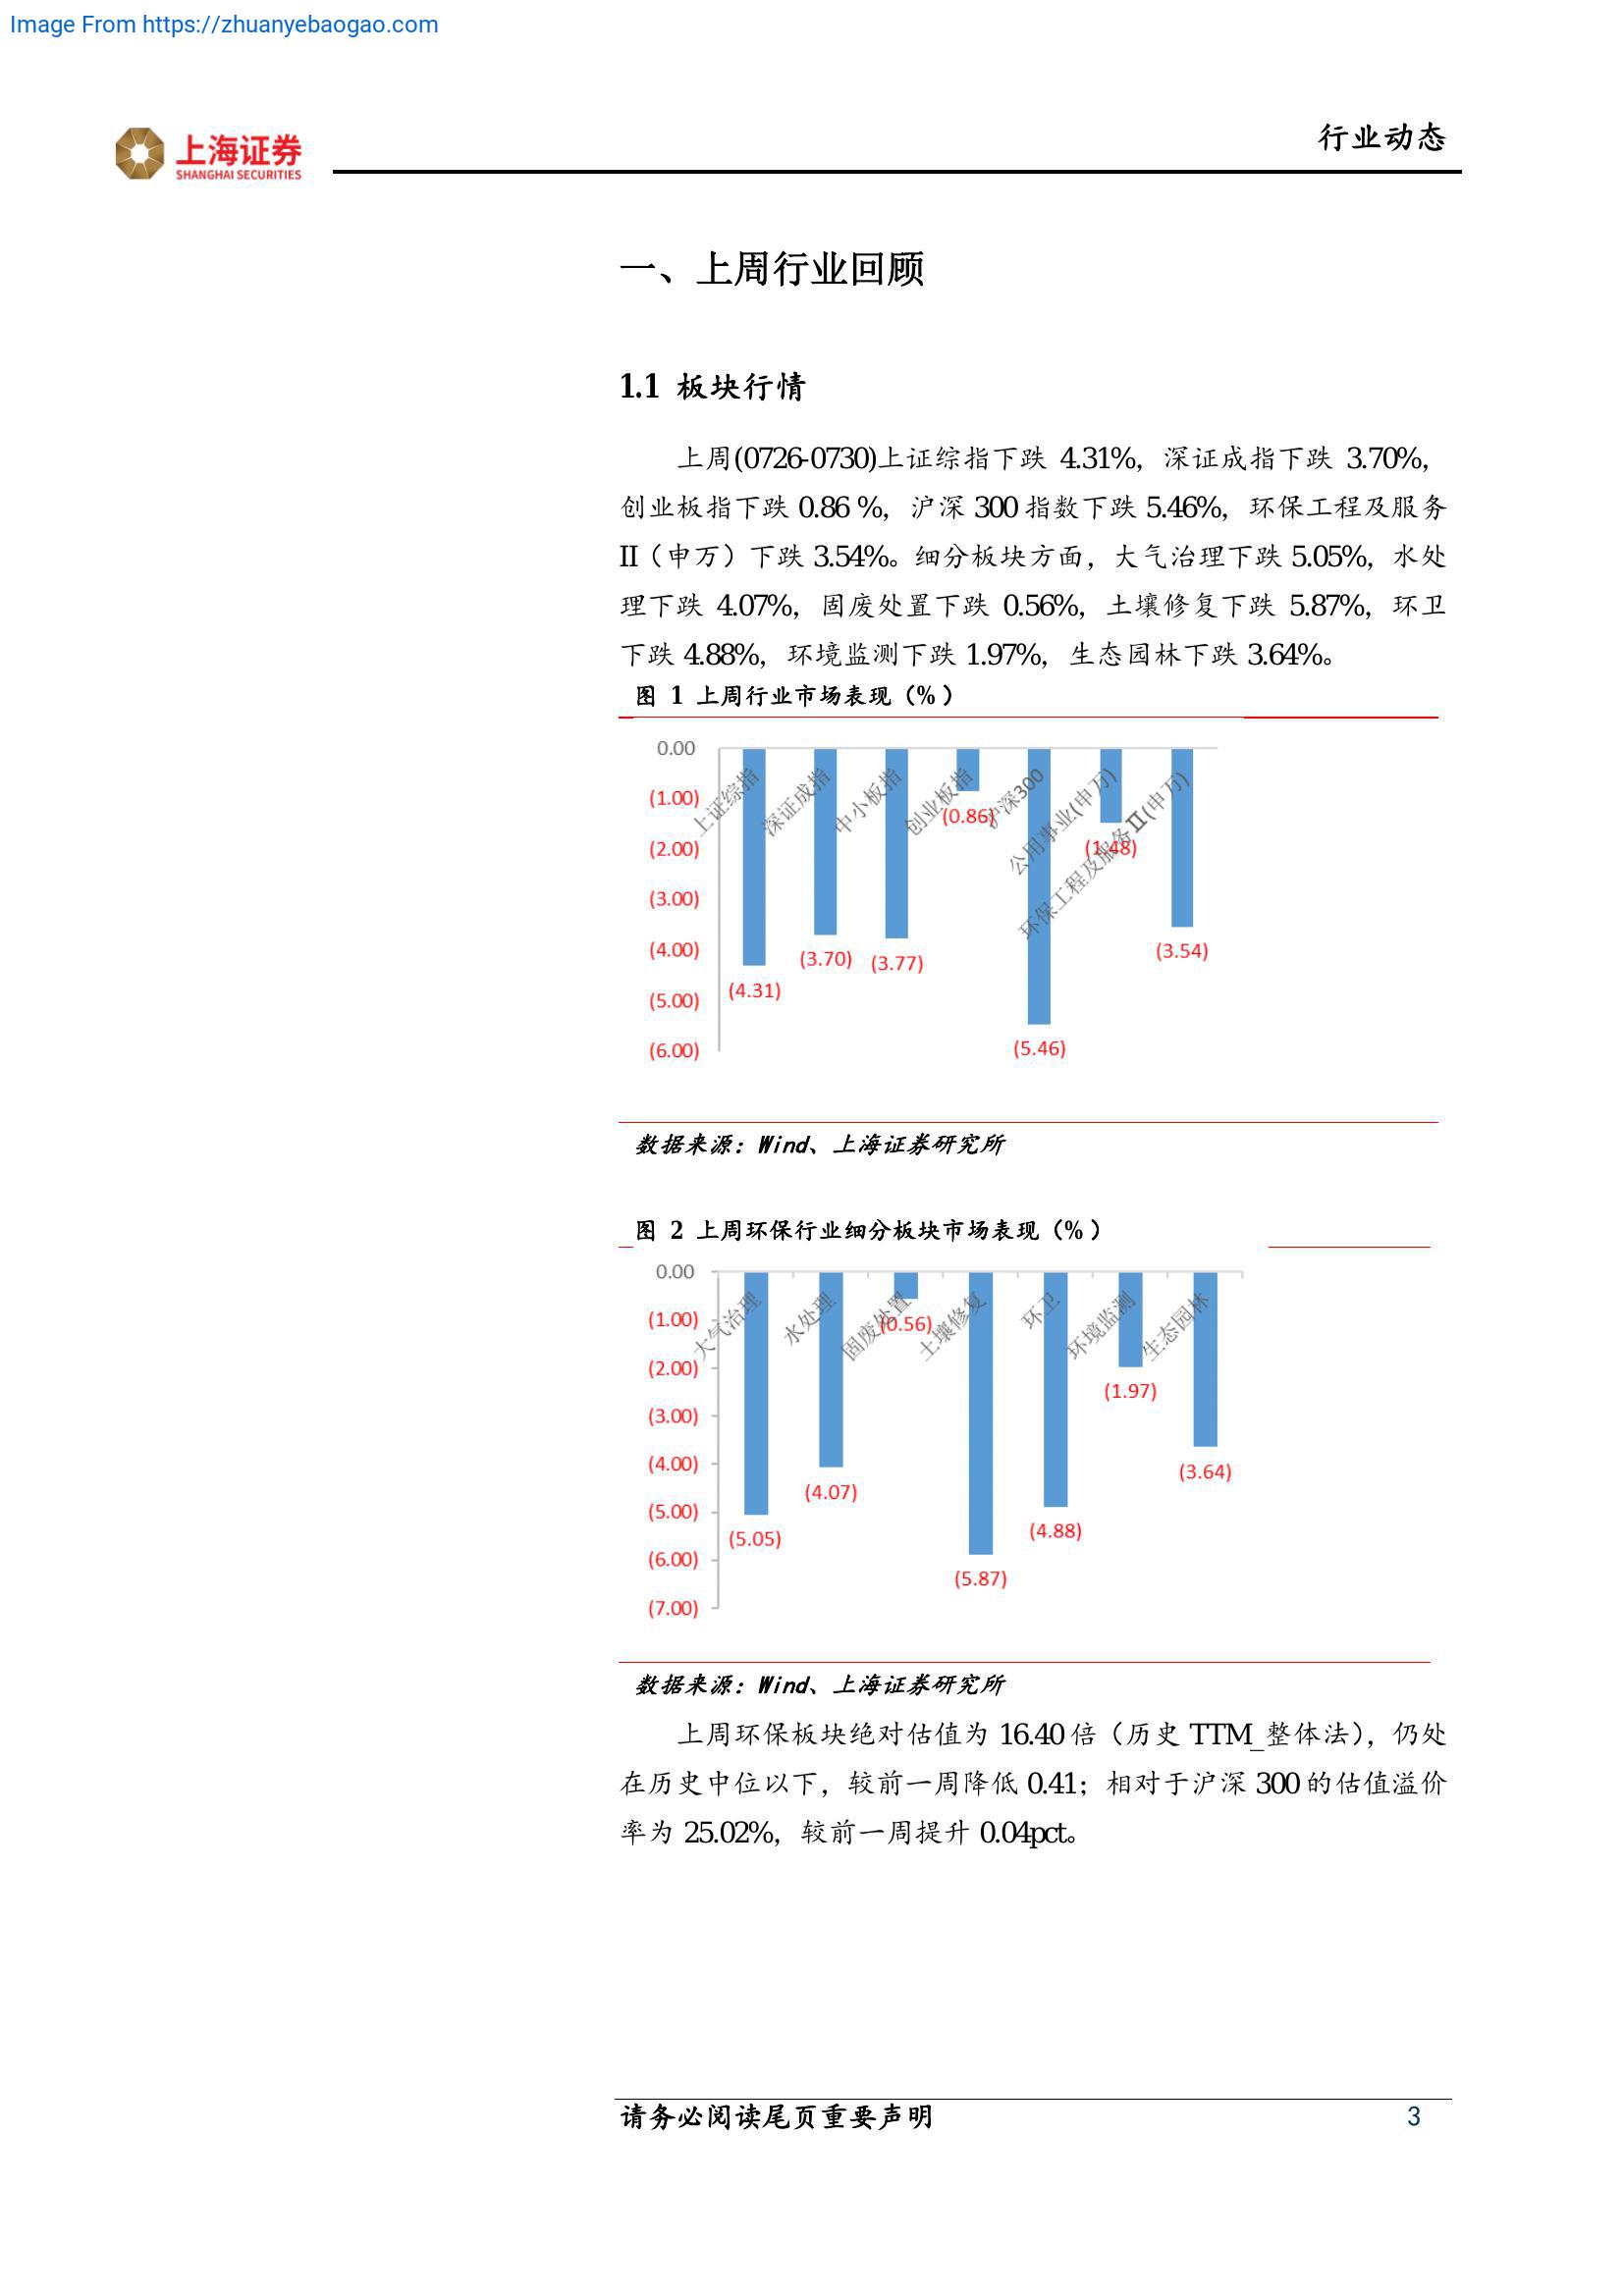 Image From https://zhuanyebaogao.com
上海证券
SHANGHAI SECURITIES
行业动态
一、上周行业回顾
1.1 板块行情
上周(0726-0730)上证综指下跌 4.31%，深证成指下跌 3.70%，
创业板指下跌 0.86 %，沪深 300 指数下跌 5.46%，环保工程及服务
II（申万）下跌 3.54%。细分板块方面，大气治理下跌 5.05%，水处
理下跌 4.07%，固废处置下跌 0.56%，土壤修复下跌 5.87%，环卫
下跌 4.88%，环境监测下跌 1.97%，生态园林下跌 3.64%。
图 1 上周行业市场表现（%）
0.00
(1.00)
(2.00)
(3.00)
(4.00)
(5.00)
(6.00)
上证综指
深证成指
中小板指
创业板指
沪深300
公用事业(申万)
环保工程及服务Ⅱ(申万)
(4.31)
(3.70)
(3.77)
(0.86)
(5.46)
(1.48)
(3.54)
数据来源：Wind、上海证券研究所
图 2 上周环保行业细分板块市场表现（%）
0.00
(1.00)
(2.00)
(3.00)
(4.00)
(5.00)
(6.00)
(7.00)
大气治理
水处理
固废处置
土壤修复
环卫
环境监测
生态园林
(5.05)
(4.07)
(0.56)
(5.87)
(4.88)
(1.97)
(3.64)
数据来源：Wind、上海证券研究所
上周环保板块绝对估值为 16.40 倍（历史 TTM_整体法），仍处
在历史中位以下，较前一周降低 0.41；相对于沪深 300 的估值溢价
率为 25.02%，较前一周提升 0.04pct。
请务必阅读尾页重要声明
3